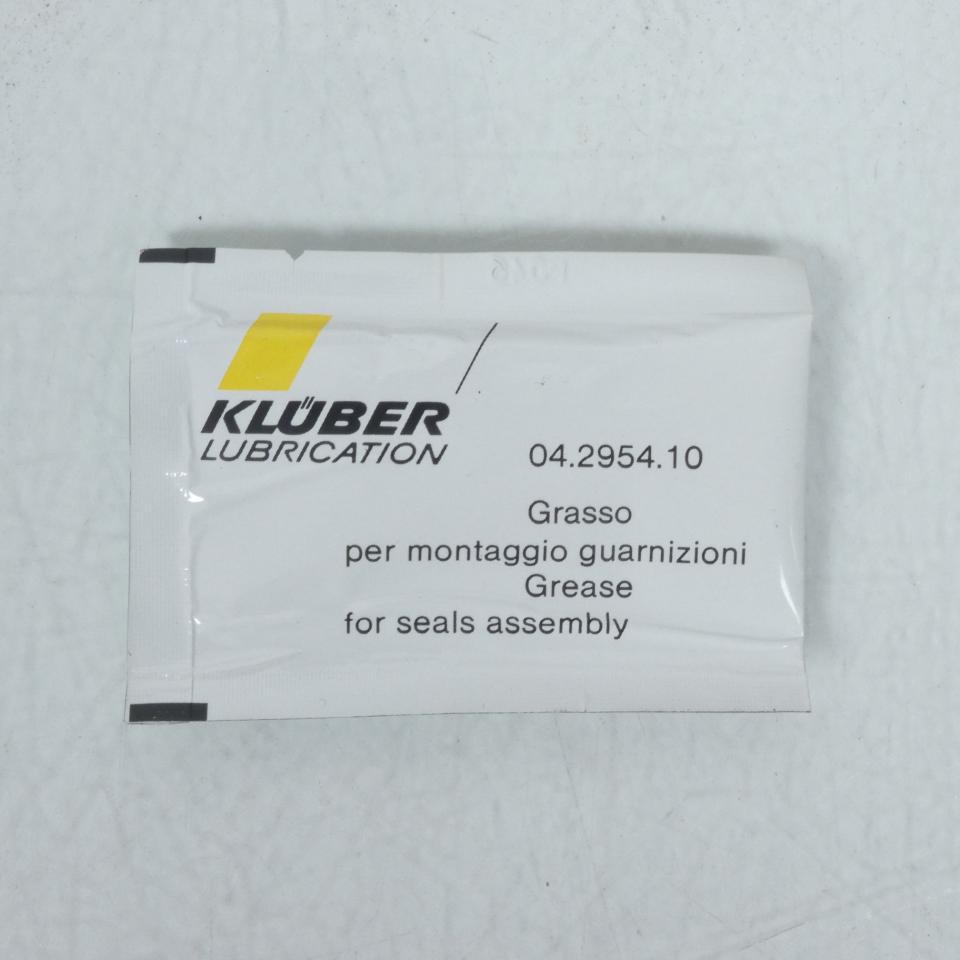 KLÜBER
LUBRICATION
04.2954.10
Grasso
per montaggio guarnizioni
Grease
for seals assembly